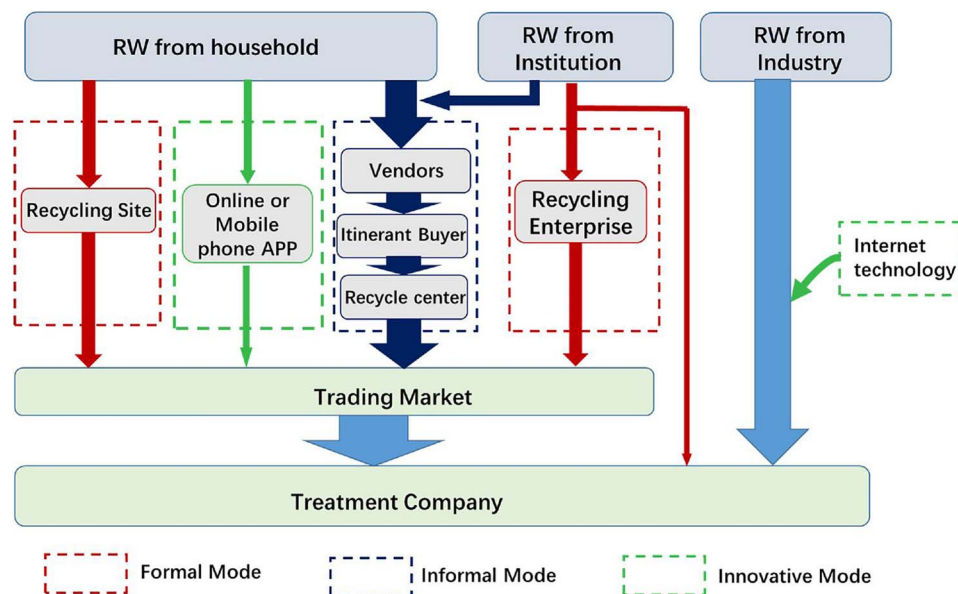 RW from household
RW from
Institution
RW from
Industry
Recycling Site
Online or
Mobile
phone APP
Vendors
Itinerant Buyer
Recycle center
Recycling
Enterprise
Internet
technology
Trading Market
Treatment Company
Formal Mode
Informal Mode
Innovative Mode